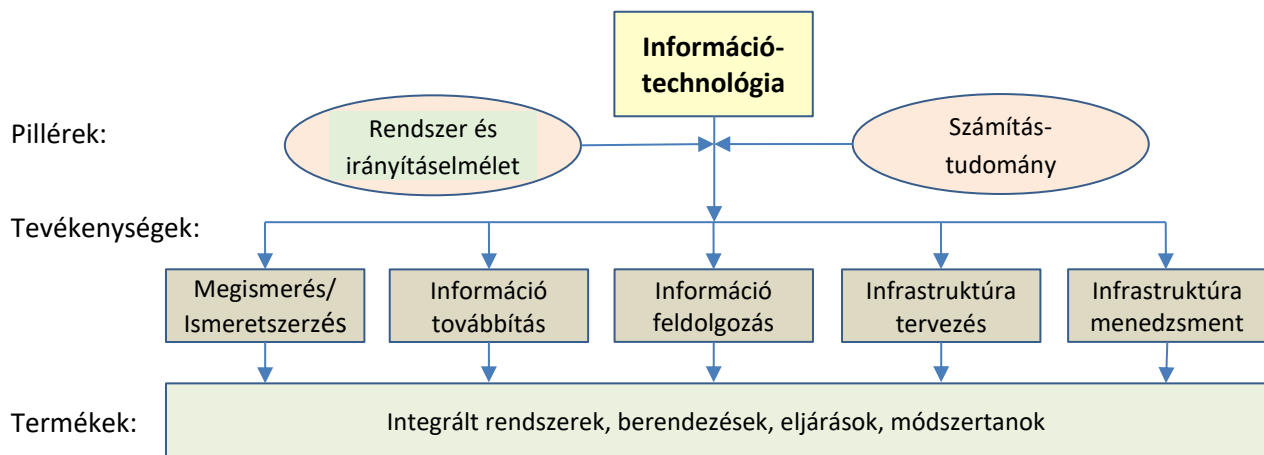 Információ-
technológia
Pillérek:
Rendszer és
irányításelmélet
Számítás-
tudomány
Tevékenységek:
Megismerés/
Ismeretszerzés
Információ
továbbítás
Információ
feldolgozás
Infrastruktúra
tervezés
Infrastruktúra
menedzsment
Termékek:
Integrált rendszerek, berendezések, eljárások, módszertanok